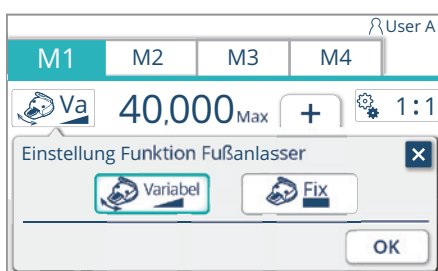 User A
M1 M2 M3 M4
Va 40,000 Max + 1:1
Einstellung Funktion Fußanlasser
Variabel Fix
OK